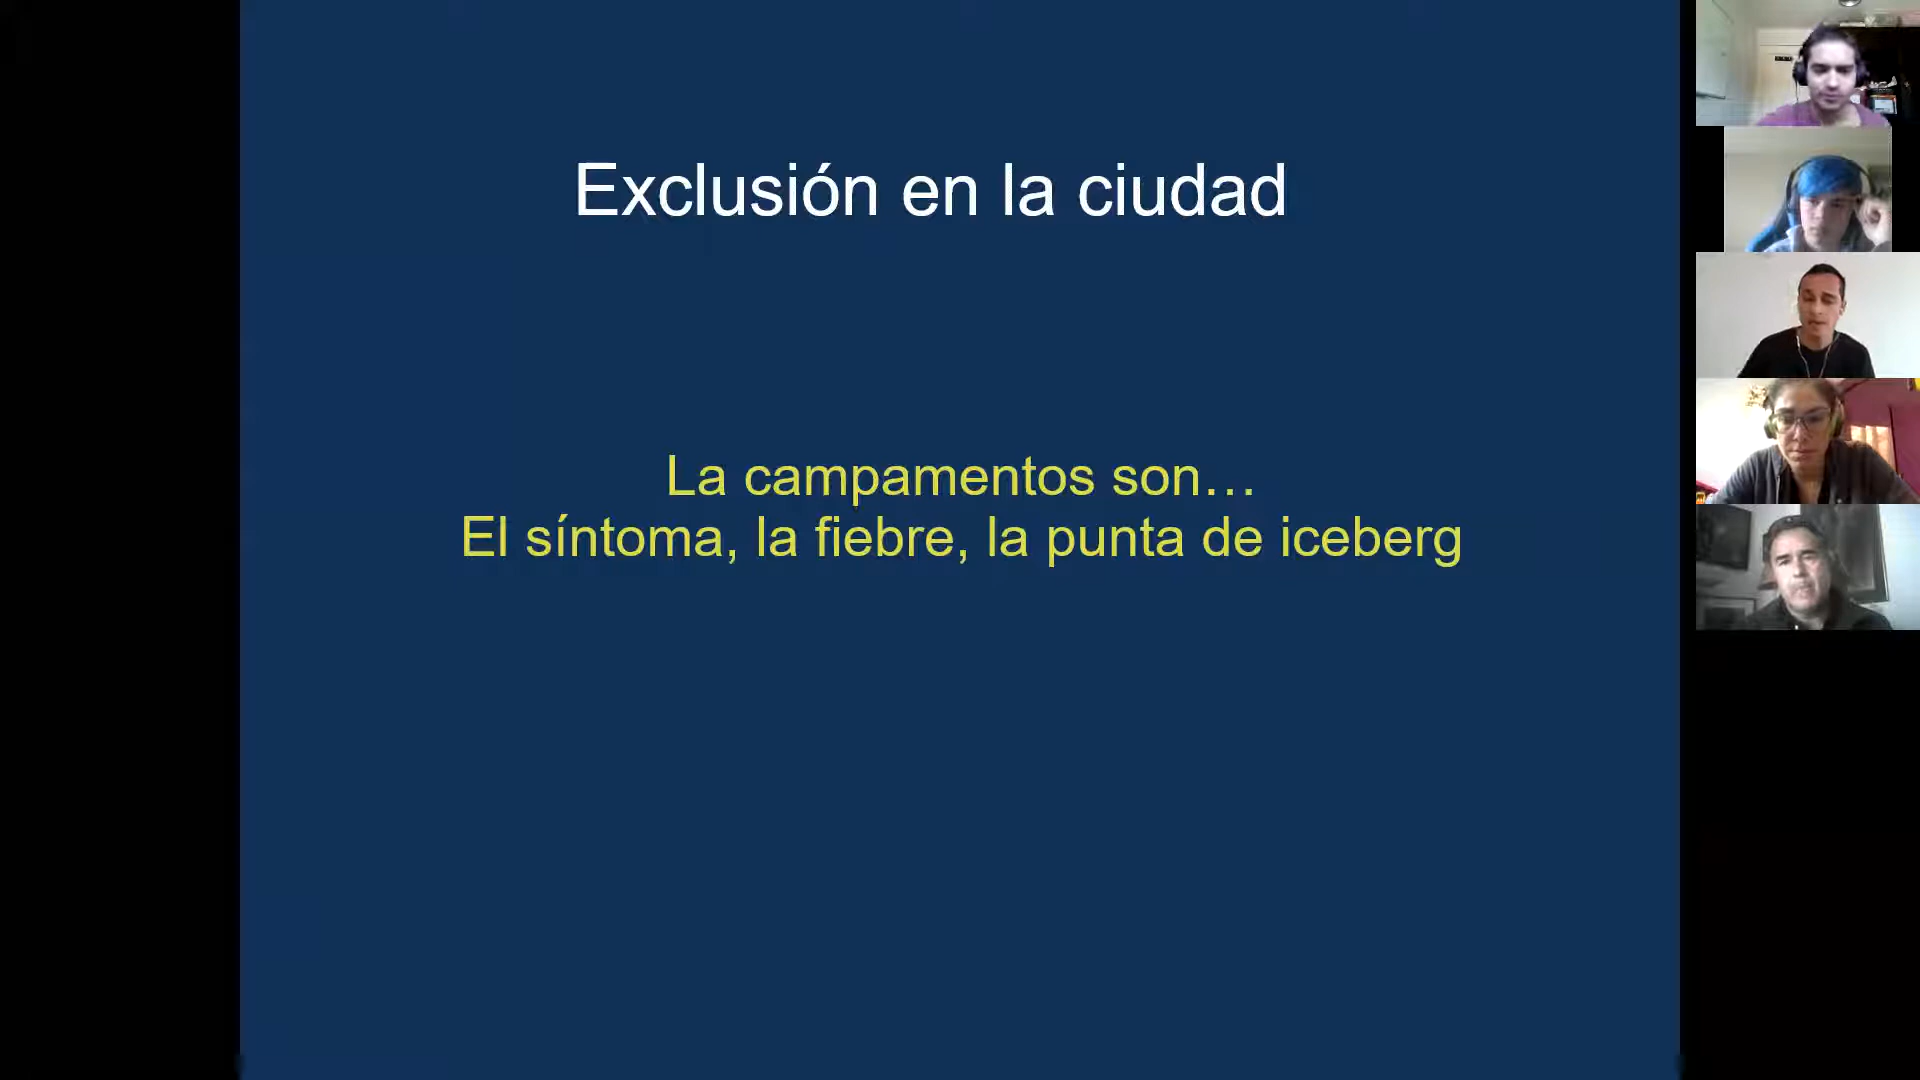 Exclusión en la ciudad
La campamentos son…
El síntoma, la fiebre, la punta de iceberg